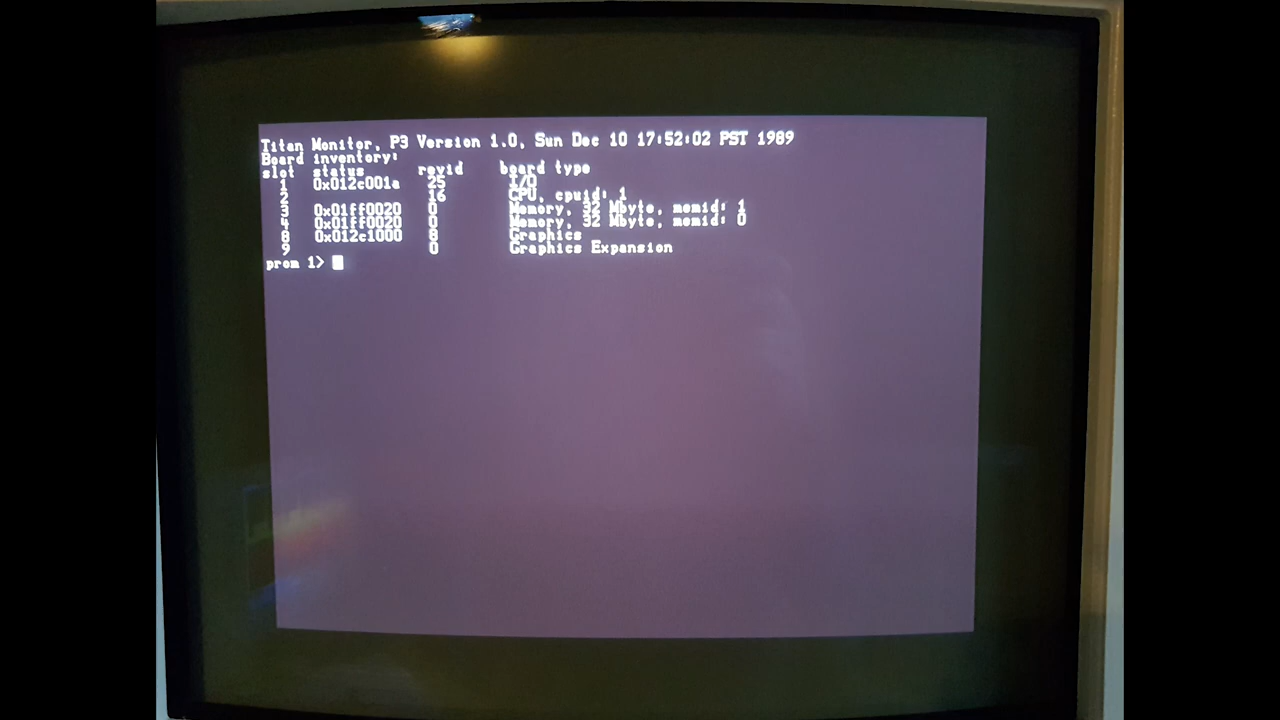 Titan Monitor, P3 Version 1.0, Sun Dec 10 17:52:02 PST 1989
Board inventory:
slot status revid board type
1 0x012c001a 25 I/O
2 16 CPU, cpuid: 1
3 0x01ff0020 0 Memory, 32 Mbyte, memid: 1
4 0x01ff0020 0 Memory, 32 Mbyte, memid: 0
8 0x012c1000 8 Graphics
9 0 Graphics Expansion
prom 1>